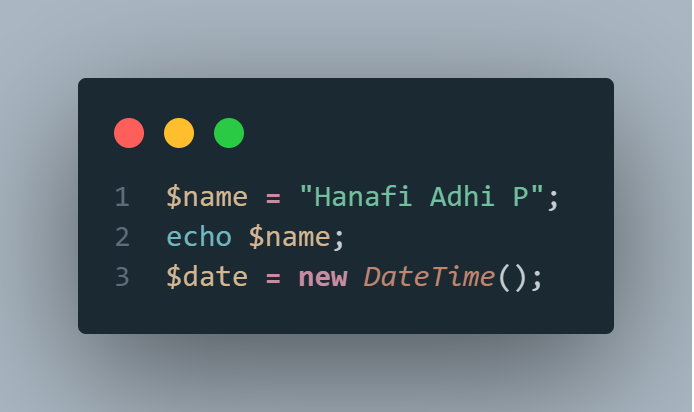 1 $name = "Hanafi Adhi P";
2 echo $name;
3 $date = new DateTime();